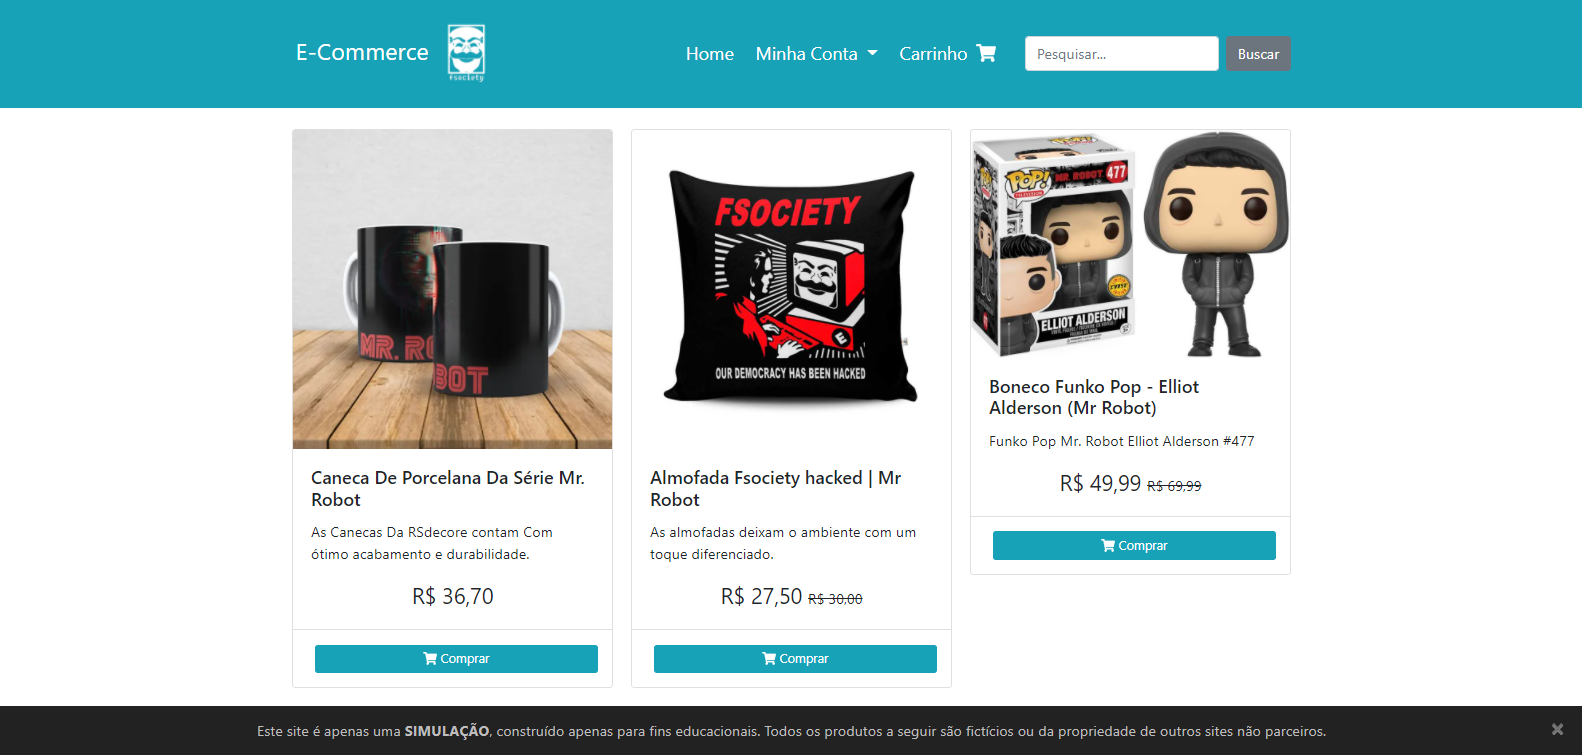 E-Commerce
fsociety
Home
Minha Conta
Carrinho
Pesquisar...
Buscar
MR. RO
BOT
Caneca De Porcelana Da Série Mr.
Robot
As Canecas Da RSdecore contam Com
ótimo acabamento e durabilidade.
R$ 36,70
Comprar
FSOCIETY
E
OUR DEMOCRACY HAS BEEN HACKED
Almofada Fsociety hacked | Mr
Robot
As almofadas deixam o ambiente com um
toque diferenciado.
R$ 27,50 R$ 30,00
Comprar
POP!
MR. ROBOT
477
CHASE
ELLIOT ALDERSON
Boneco Funko Pop - Elliot
Alderson (Mr Robot)
Funko Pop Mr. Robot Elliot Alderson #477
R$ 49,99 R$ 69,99
Comprar
Este site é apenas uma SIMULAÇÃO, construído apenas para fins educacionais. Todos os produtos a seguir são fictícios ou da propriedade de outros sites não parceiros.